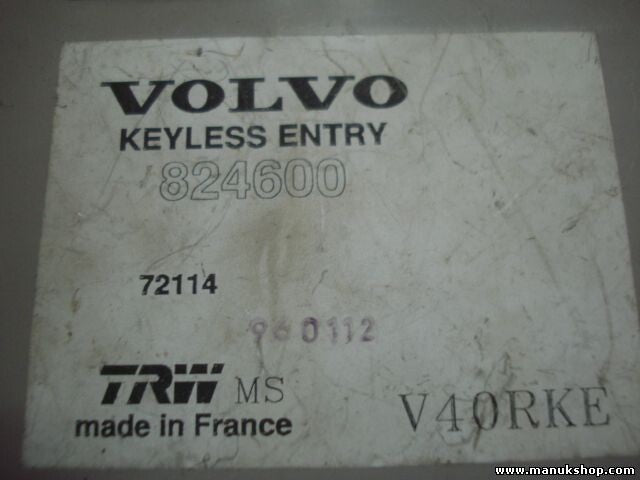 VOLVO
KEYLESS ENTRY
824600
72114
960112
TRW MS
made in France
V40RKE
www.manukshop.com